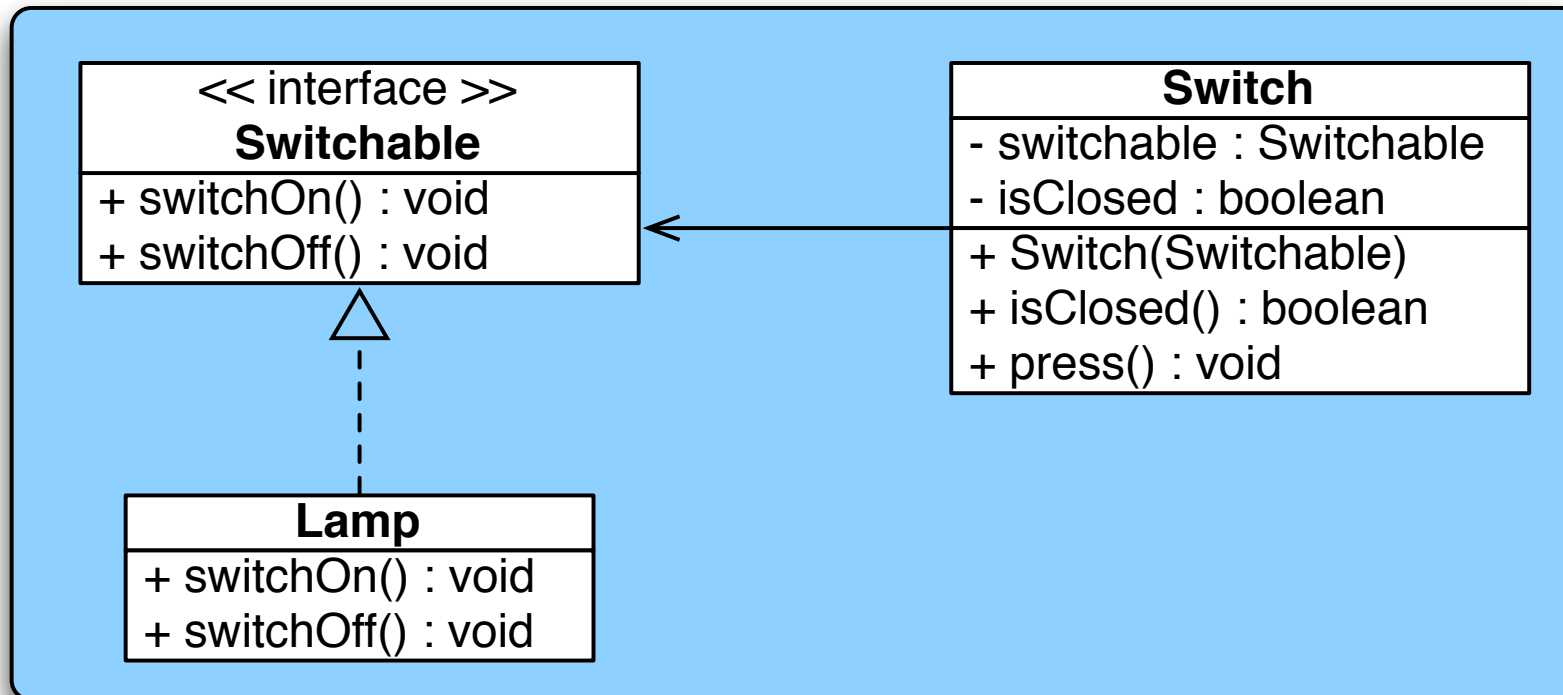 << interface >>
Switchable
+ switchOn() : void
+ switchOff() : void
Switch
- switchable : Switchable
- isClosed : boolean
+ Switch(Switchable)
+ isClosed() : boolean
+ press() : void
Lamp
+ switchOn() : void
+ switchOff() : void